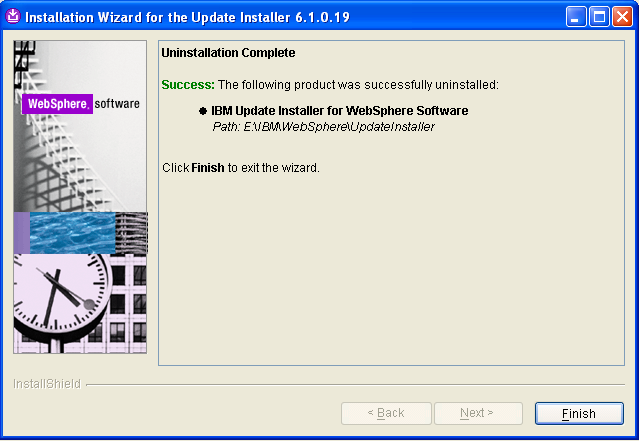 Installation Wizard for the Update Installer 6.1.0.19
Uninstallation Complete
Success: The following product was successfully uninstalled:
IBM Update Installer for WebSphere Software
Path: E:\IBM\WebSphere\UpdateInstaller
Click Finish to exit the wizard.
WebSphere. software
InstallShield
< Back
Next >
Finish